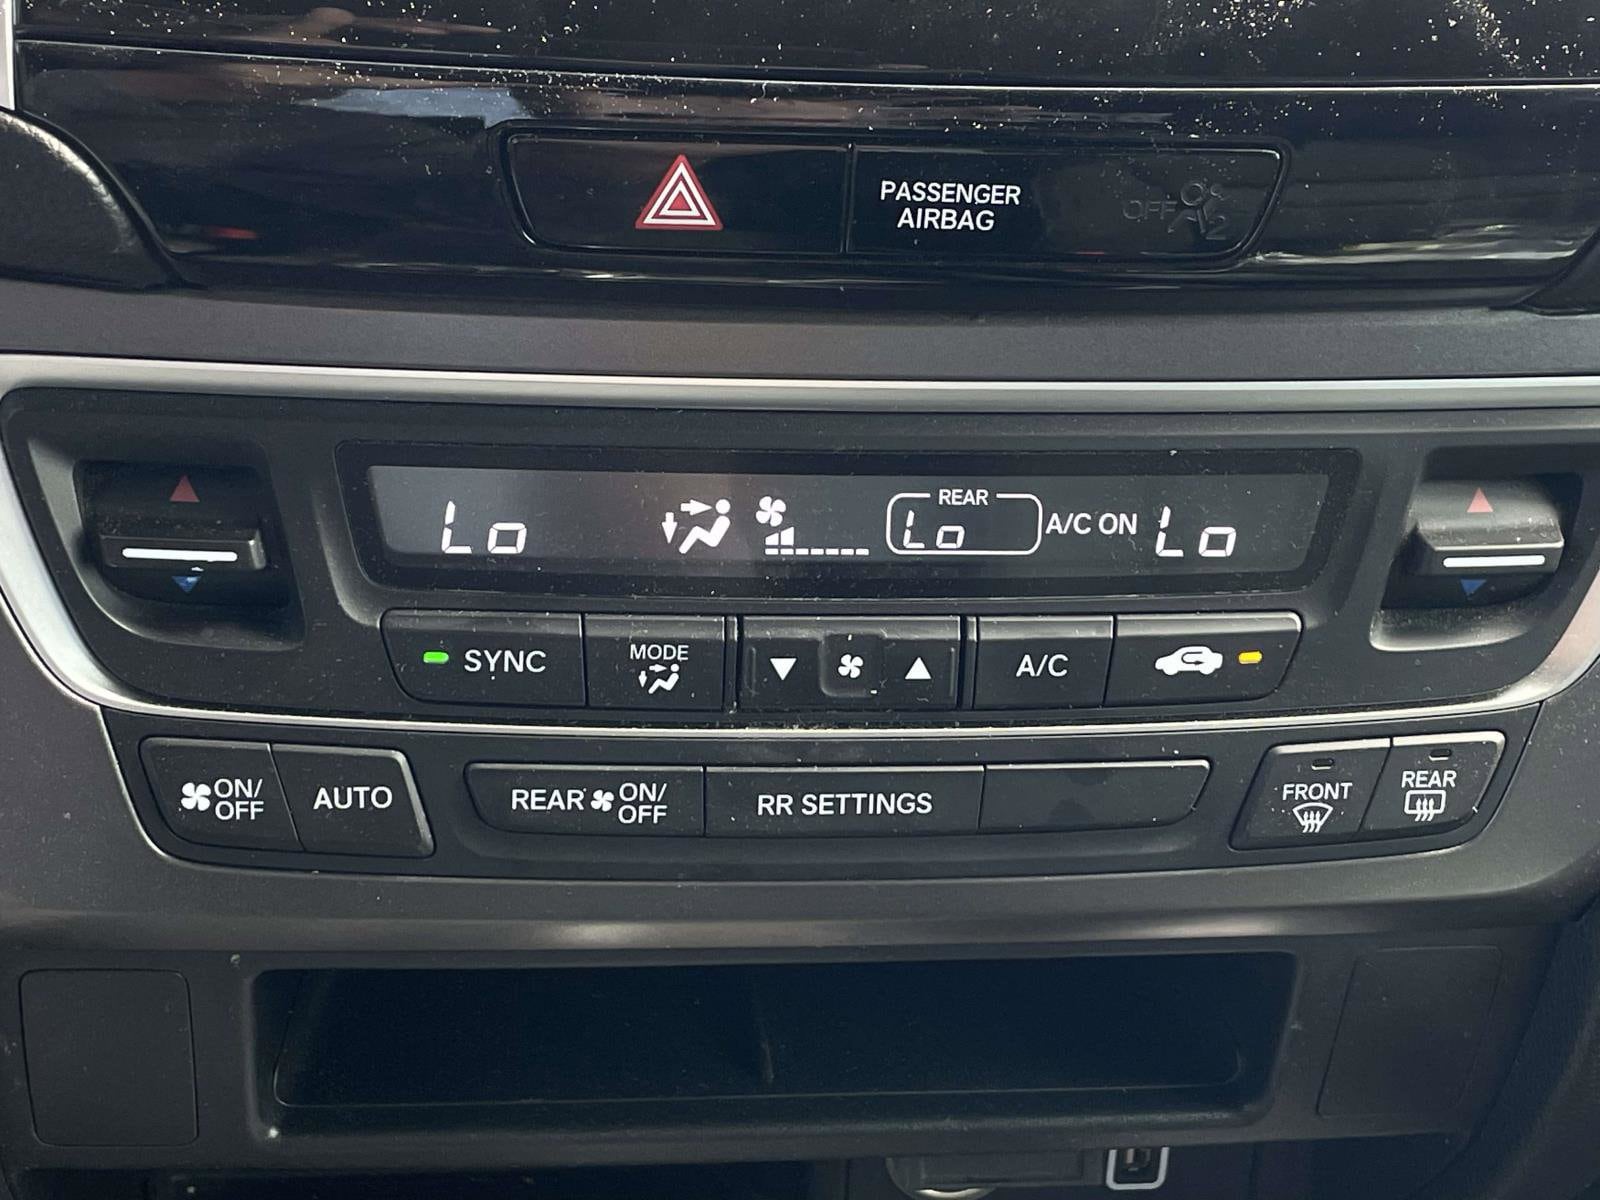 PASSENGER
AIRBAG
OFF
2
Lo
REAR
Lo
A/C ON
Lo
SYNC
MODE
A/C
ON/
OFF
AUTO
REAR ON/
OFF
RR SETTINGS
FRONT
REAR